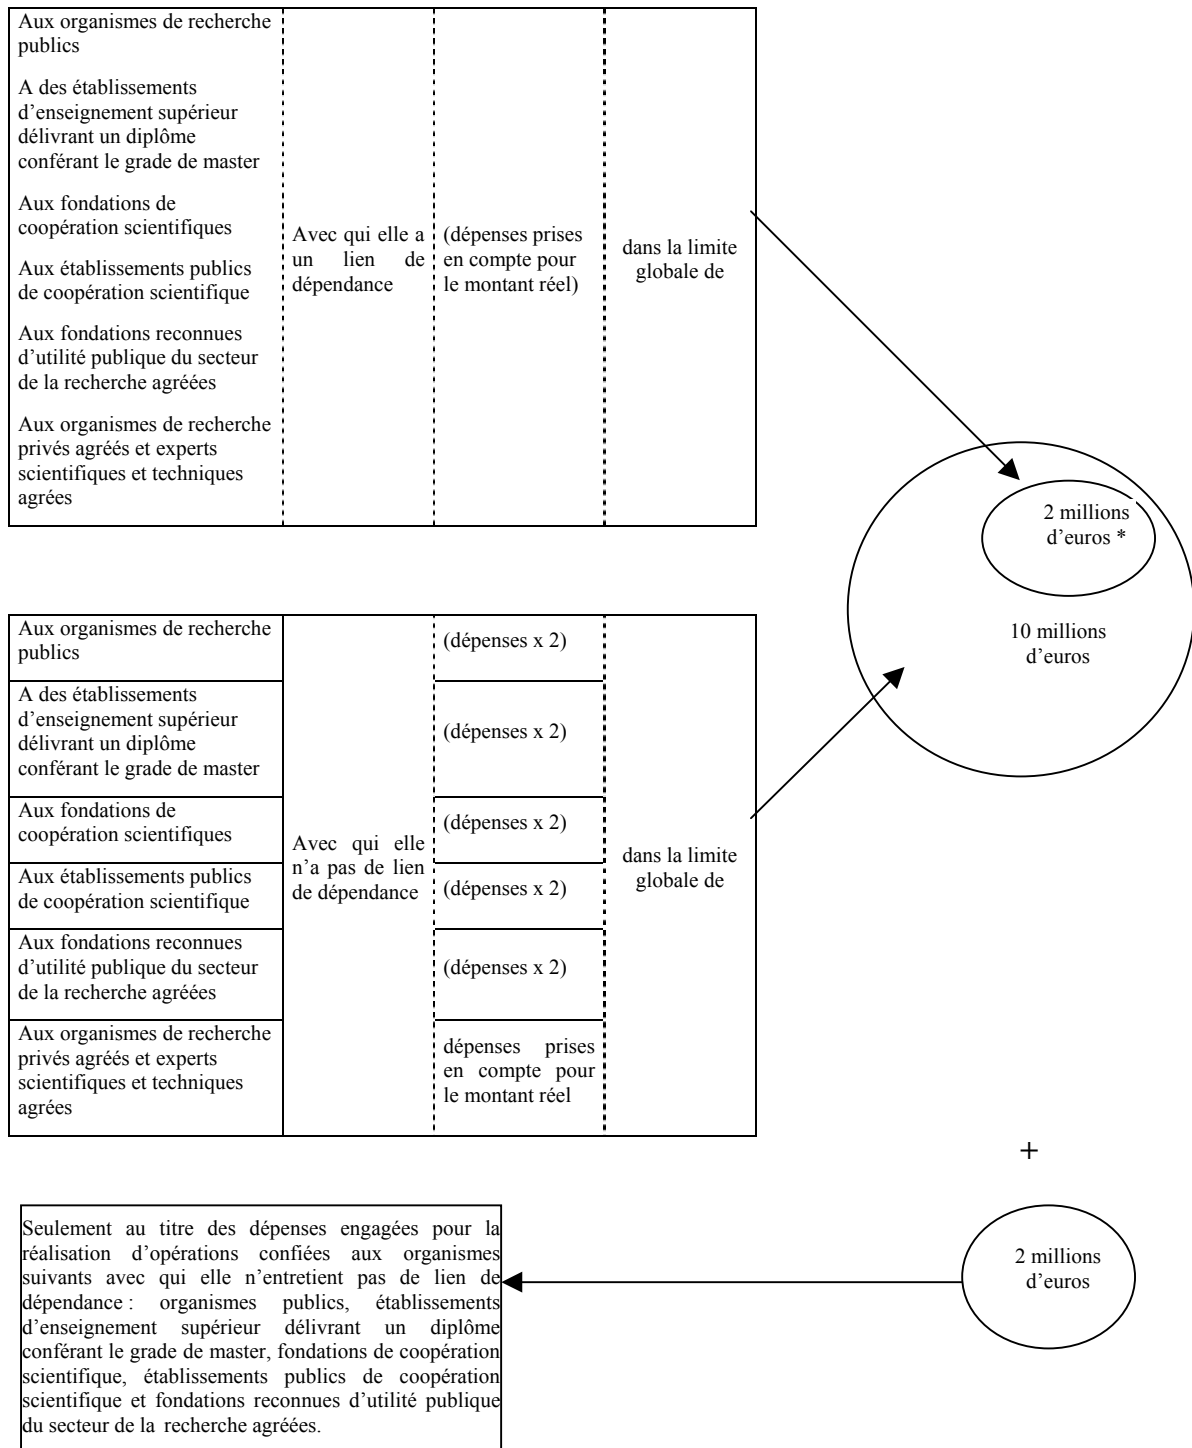 Aux organismes de recherche
publics
A des établissements
d'enseignement supérieur
délivrant un diplôme
conférant le grade de master
Aux fondations de
coopération scientifiques
Aux établissements publics
de coopération scientifique
Aux fondations reconnues
d'utilité publique du secteur
de la recherche agréées
Aux organismes de recherche
privés agréés et experts
scientifiques et techniques
agrées
Avec qui elle a
un lien de
dépendance
(dépenses prises
en compte pour
le montant réel)
dans la limite
globale de
2 millions
d'euros *
10 millions
d'euros
Aux organismes de recherche
publics
(dépenses x 2)
A des établissements
d'enseignement supérieur
délivrant un diplôme
conférant le grade de master
(dépenses x 2)
Aux fondations de
coopération scientifiques
(dépenses x 2)
Aux établissements publics
de coopération scientifique
(dépenses x 2)
Aux fondations reconnues
d'utilité publique du secteur
de la recherche agréées
(dépenses x 2)
Aux organismes de recherche
privés agréés et experts
scientifiques et techniques
agrées
dépenses prises
en compte pour
le montant réel
Avec qui elle
n'a pas de lien
de dépendance
dans la limite
globale de
+
2 millions
d'euros
Seulement au titre des dépenses engagées pour la
réalisation d'opérations confiées aux organismes
suivants avec qui elle n'entretient pas de lien de
dépendance : organismes publics, établissements
d'enseignement supérieur délivrant un diplôme
conférant le grade de master, fondations de coopération
scientifique, établissements publics de coopération
scientifique et fondations reconnues d'utilité publique
du secteur de la recherche agréées.